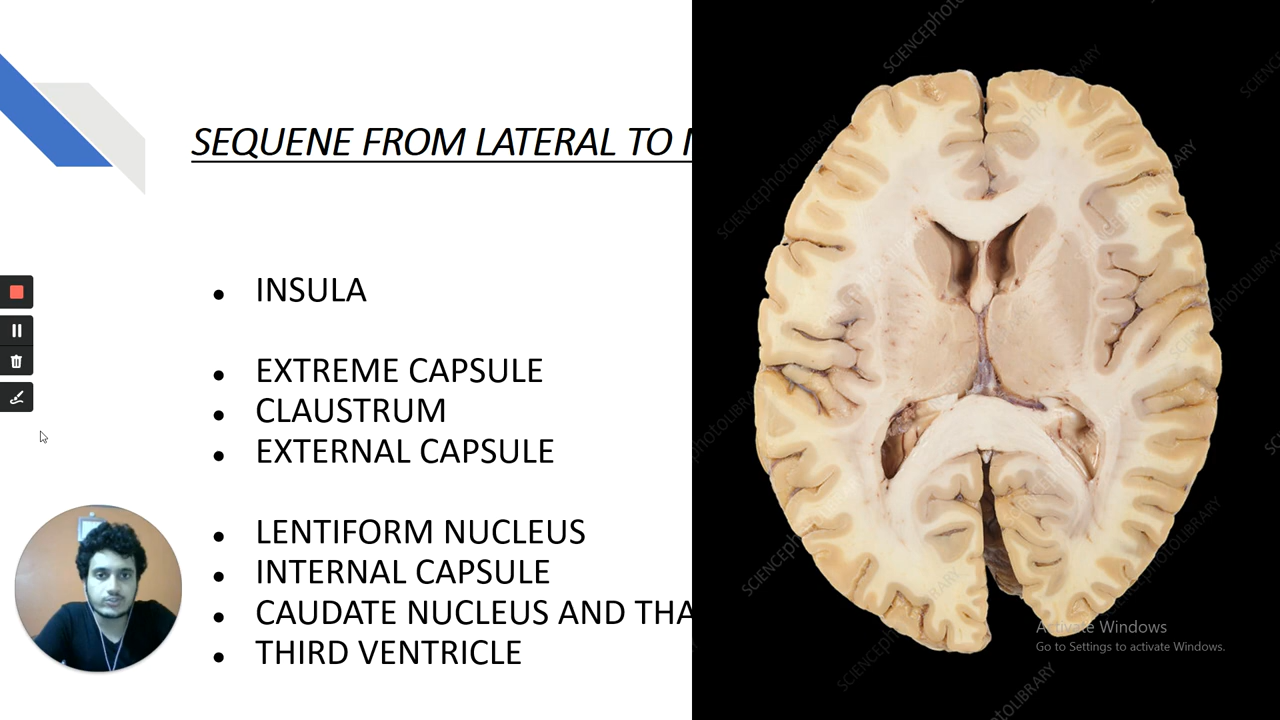 SEQUENE FROM LATERAL TO
INSULA
EXTREME CAPSULE
CLAUSTRUM
EXTERNAL CAPSULE
LENTIFORM NUCLEUS
INTERNAL CAPSULE
CAUDATE NUCLEUS AND THA
THIRD VENTRICLE
SCIENCEphotoLIBRARY
Activate Windows
Go to Settings to activate Windows.